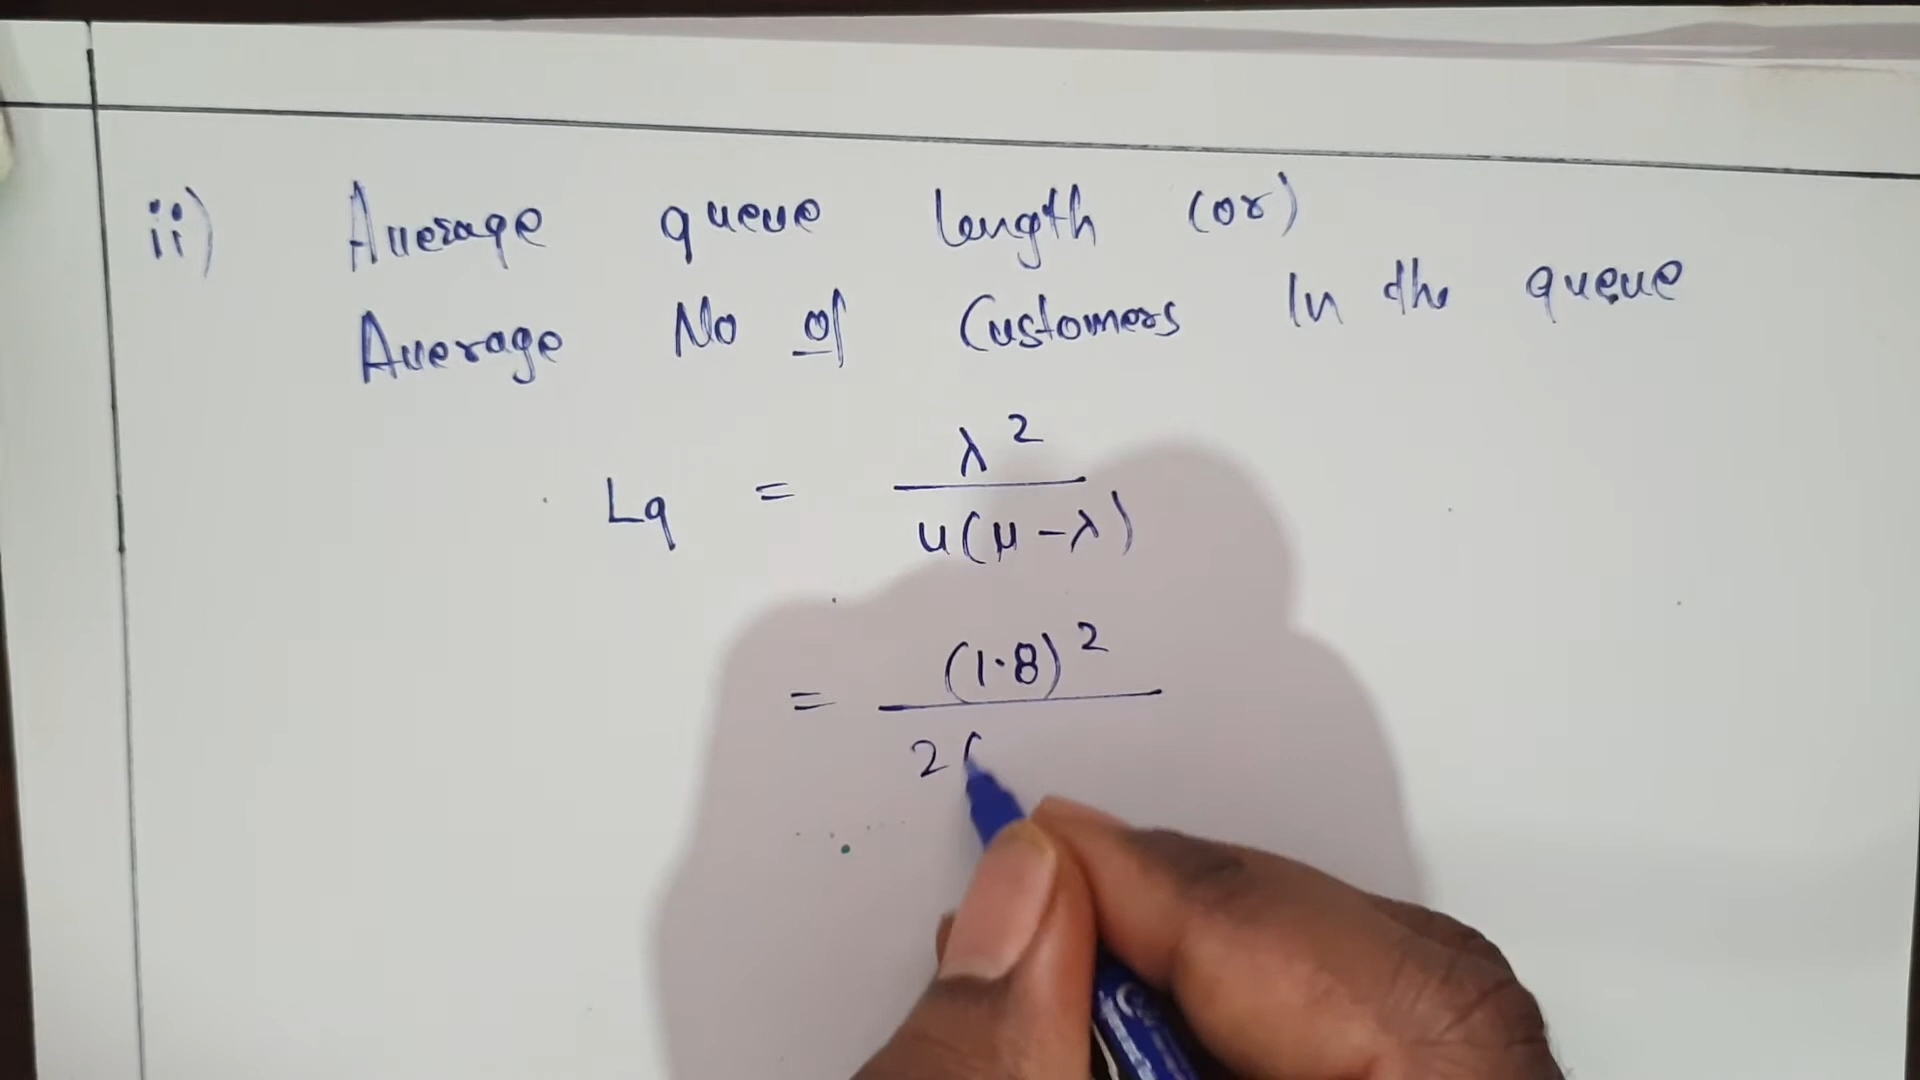 ii) Average queue length (or)
Average No of Customers In the queue
Lq = λ² / μ(μ-λ)
= (1.8)² / 2(